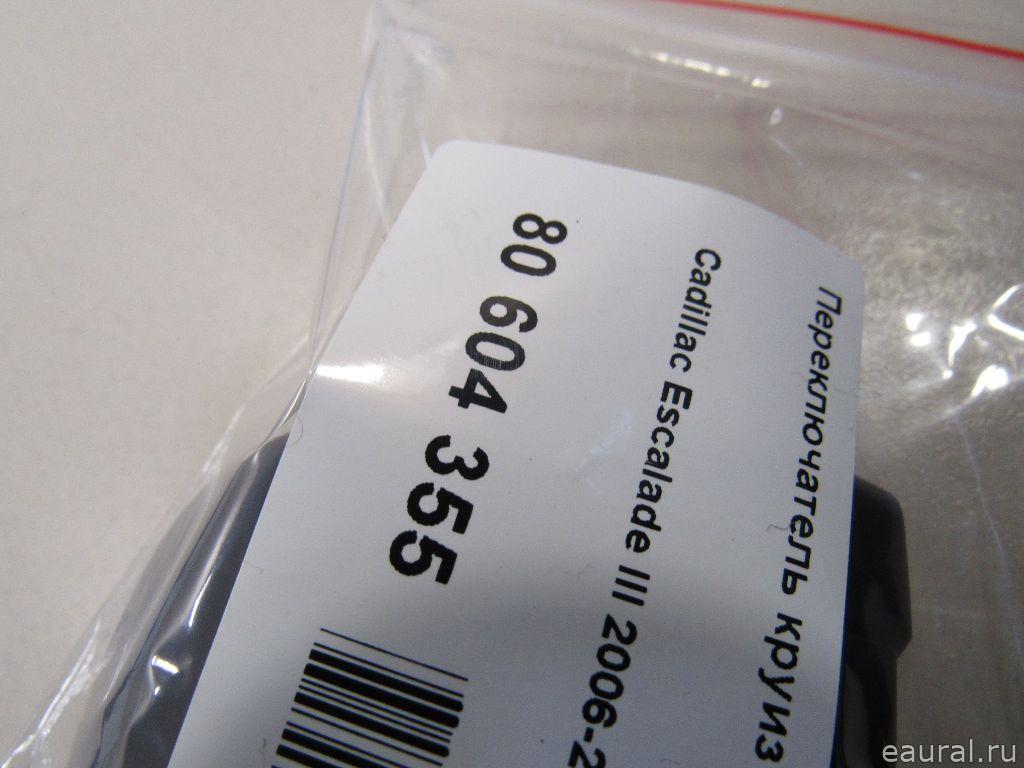 Переключатель круиз
Cadillac Escalade III 2006-2
80 604 355
eaural.ru